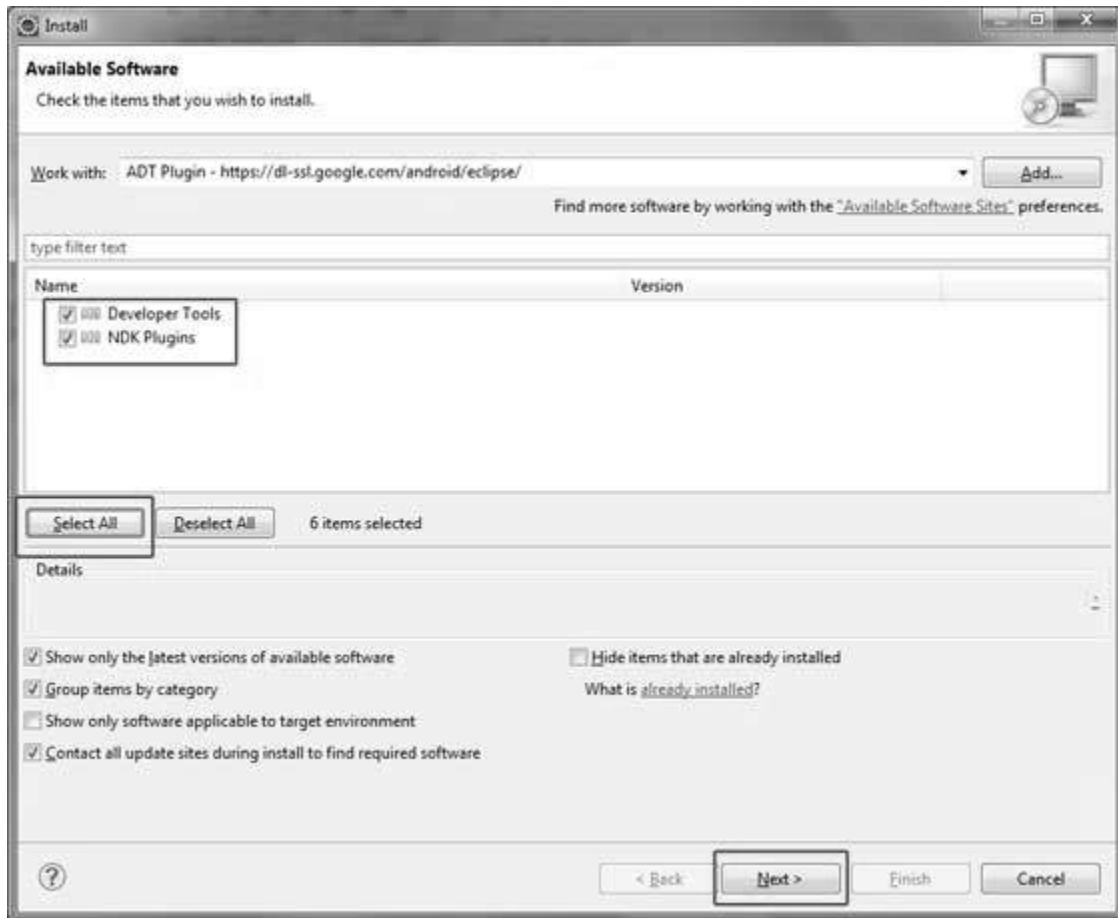 Install
Available Software
Check the items that you wish to install.
Work with: ADT Plugin - https://dl-ssl.google.com/android/eclipse/ Add...
Find more software by working with the "Available Software Sites" preferences.
type filter text
Name Version
Developer Tools
NDK Plugins
Select All Deselect All 6 items selected
Details
Show only the latest versions of available software Hide items that are already installed
Group items by category What is already installed?
Show only software applicable to target environment
Contact all update sites during install to find required software
? < Back Next > Finish Cancel